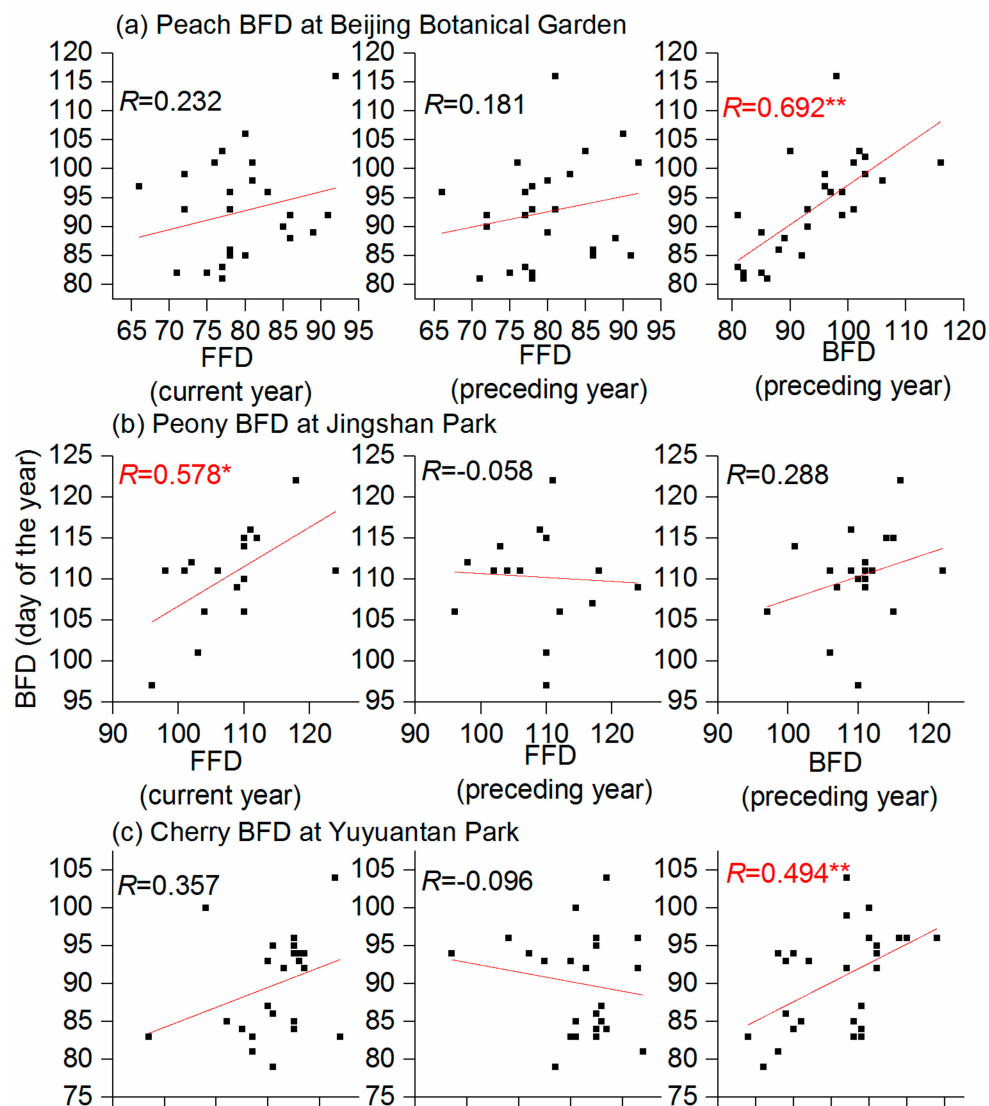 (a) Peach BFD at Beijing Botanical Garden
120 120 120
115 115 115
110 110 110
R=0.232 R=0.181 R=0.692**
105 105 105
100 100 100
95 95 95
90 90 90
85 85 85
80 80 80
65 70 75 80 85 90 95 65 70 75 80 85 90 95 80 90 100 110 120
FFD FFD BFD
(current year) (preceding year) (preceding year)
(b) Peony BFD at Jingshan Park
125 125 125
R=0.578* R=-0.058 R=0.288
120 120 120
115 115 115
110 110 110
105 105 105
100 100 100
95 95 95
90 100 110 120 90 100 110 120 90 100 110 120
BFD (day of the year)
FFD FFD BFD
(current year) (preceding year) (preceding year)
(c) Cherry BFD at Yuyuantan Park
105 105 105
R=0.357 R=-0.096 R=0.494**
100 100 100
95 95 95
90 90 90
85 85 85
80 80 80
75 75 75